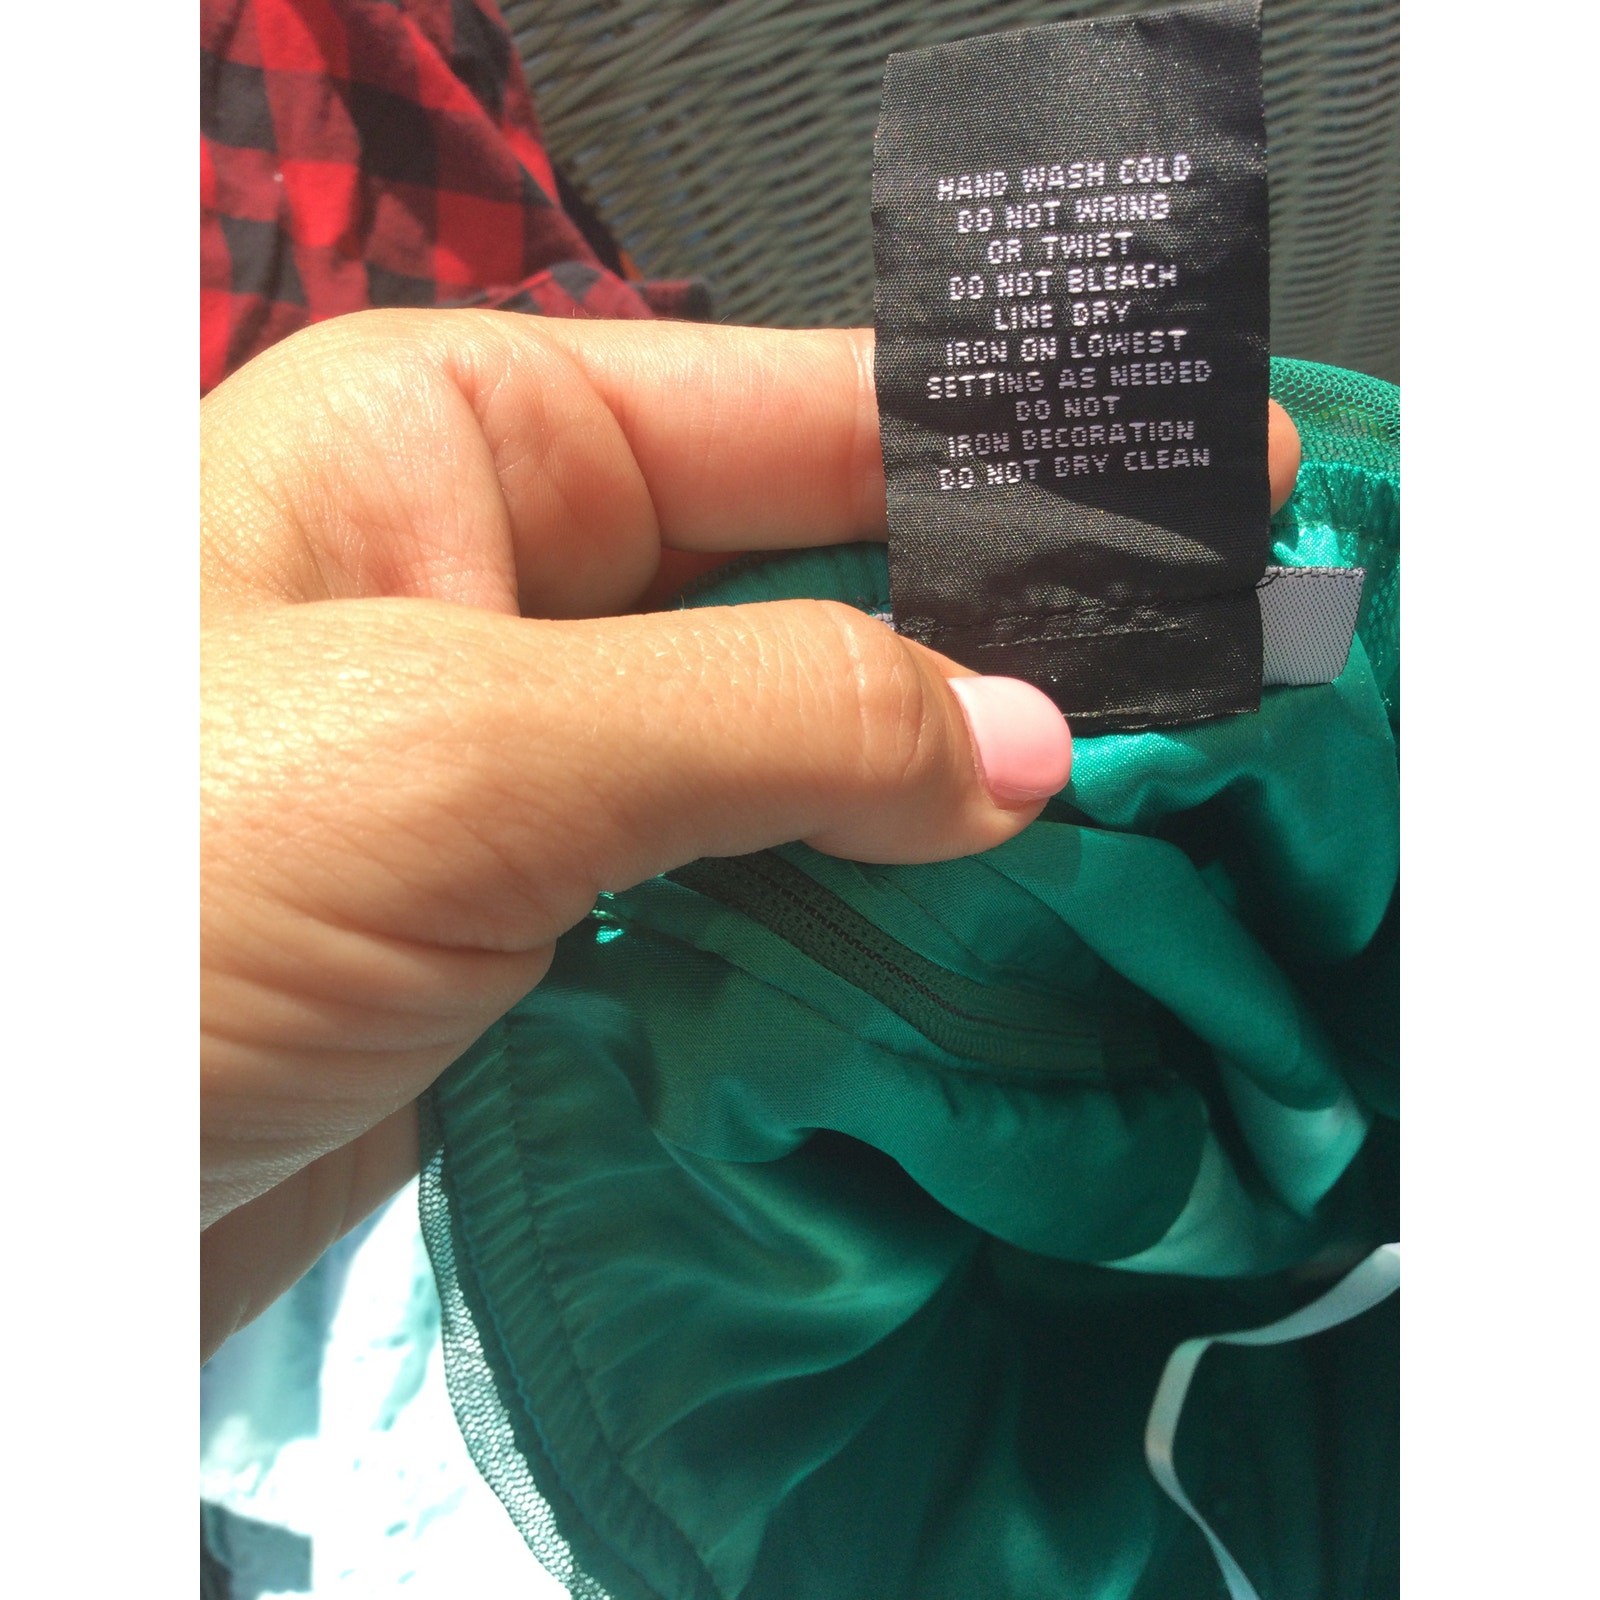 HAND WASH COLD
DO NOT WRING
OR TWIST
DO NOT BLEACH
LINE DRY
IRON ON LOWEST
SETTING AS NEEDED
DO NOT
IRON DECORATION
DO NOT DRY CLEAN